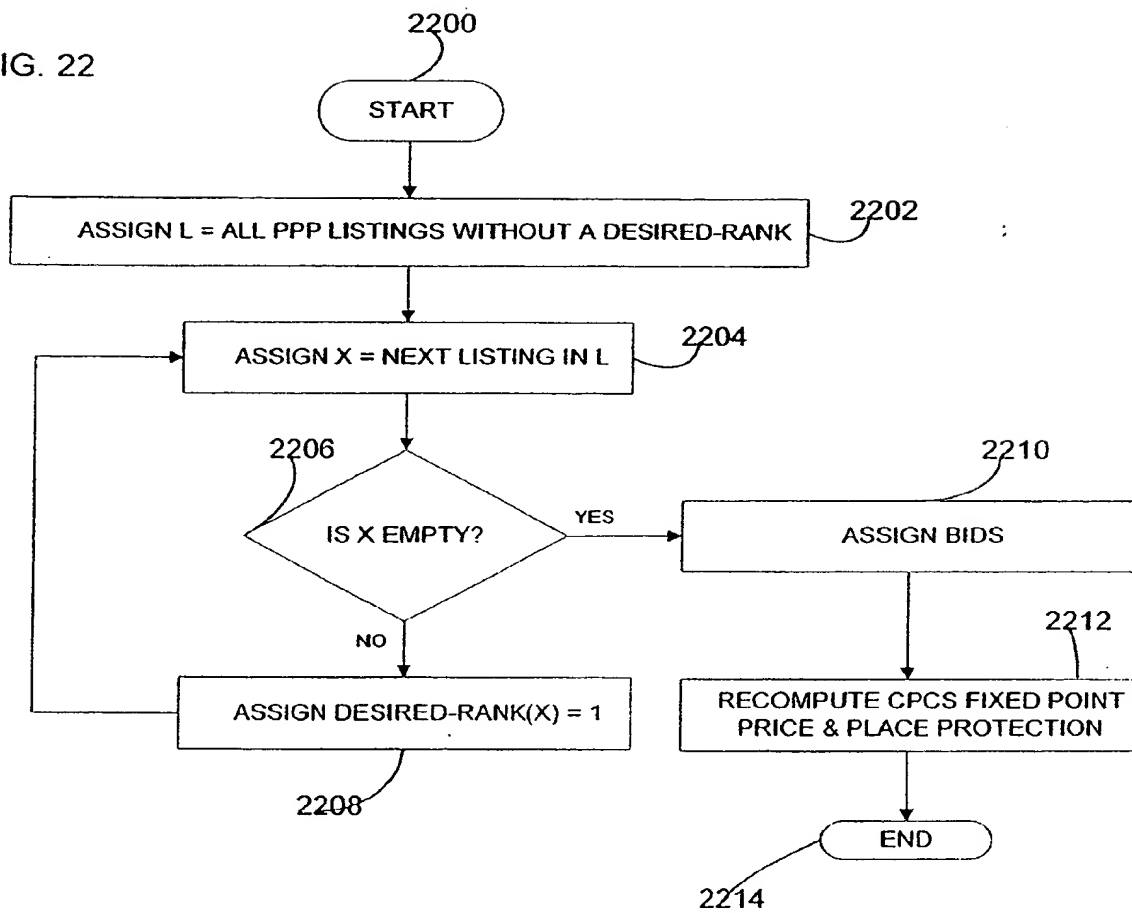 2200
IG. 22
START
ASSIGN L = ALL PPP LISTINGS WITHOUT A DESIRED-RANK
2202
ASSIGN X = NEXT LISTING IN L
2204
2206
IS X EMPTY?
YES
2210
ASSIGN BIDS
NO
2212
ASSIGN DESIRED-RANK(X) = 1
2208
RECOMPUTE CPCS FIXED POINT
PRICE & PLACE PROTECTION
END
2214